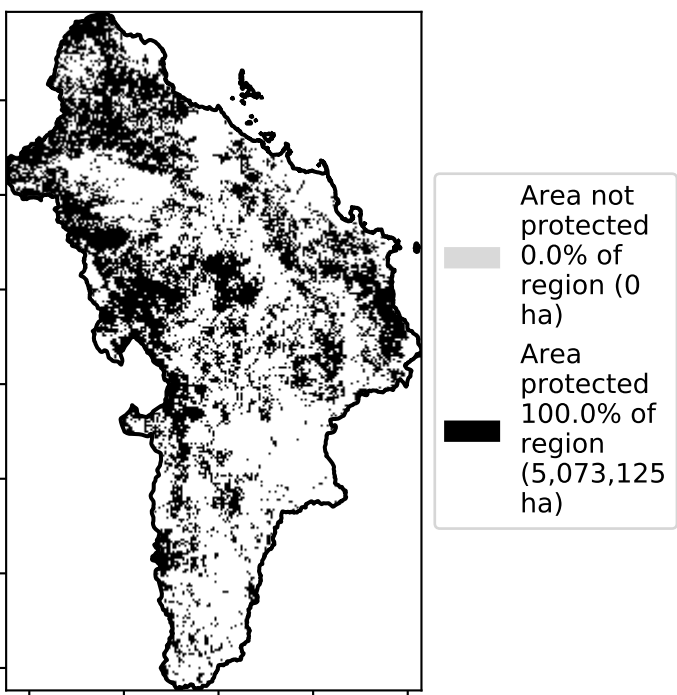 Area not
protected
0.0% of
region (0
ha)
Area
protected
100.0% of
region
(5,073,125
ha)